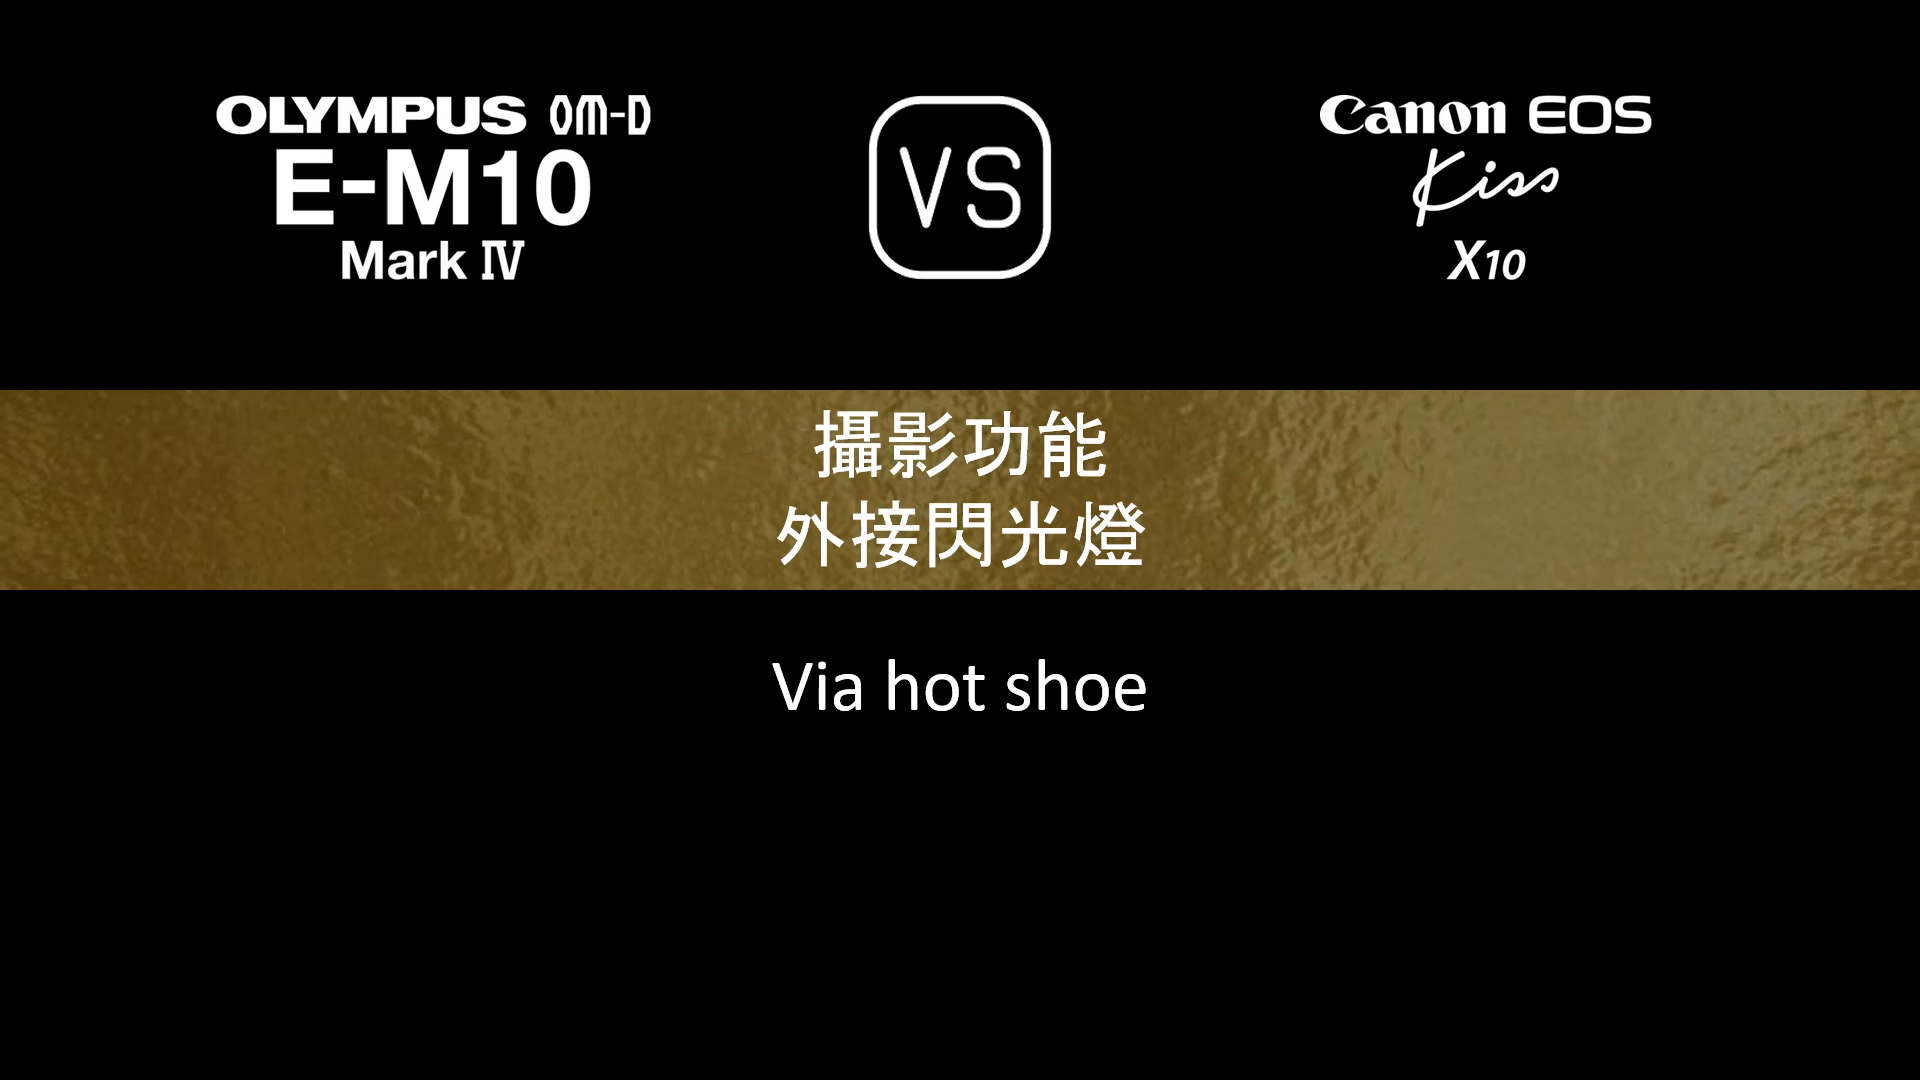 OLYMPUS OM-D
E-M10
Mark IV
VS
Canon EOS
Kiss
X10
攝影功能
外接閃光燈
Via hot shoe